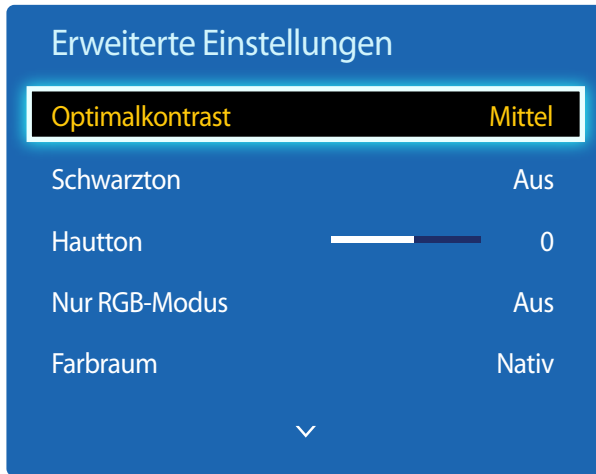 Erweiterte Einstellungen
Optimalkontrast Mittel
Schwarzton Aus
Hautton 0
Nur RGB-Modus Aus
Farbraum Nativ